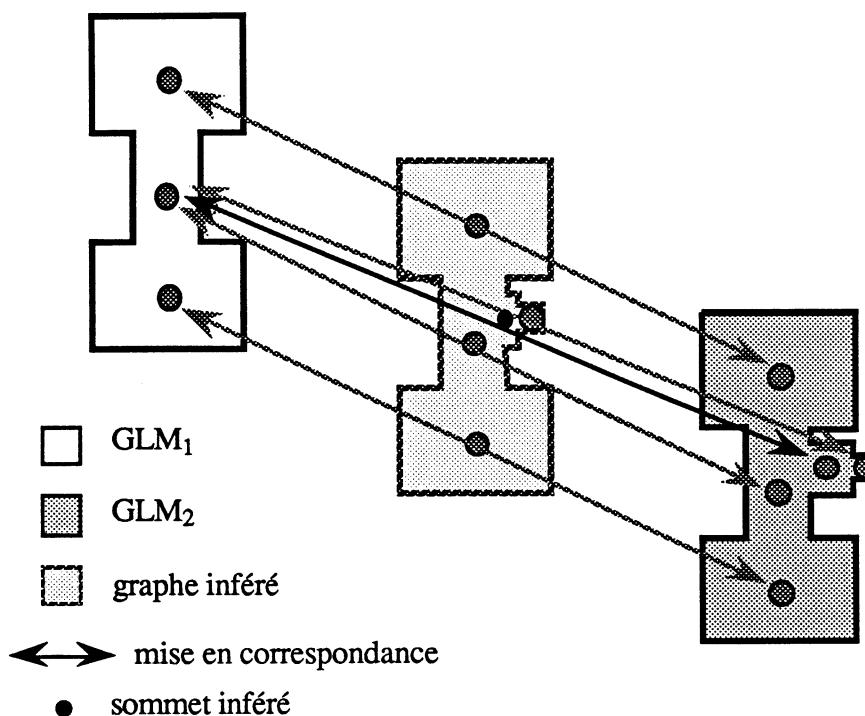 GLM₁
GLM₂
graphe inféré
mise en correspondance
sommet inféré